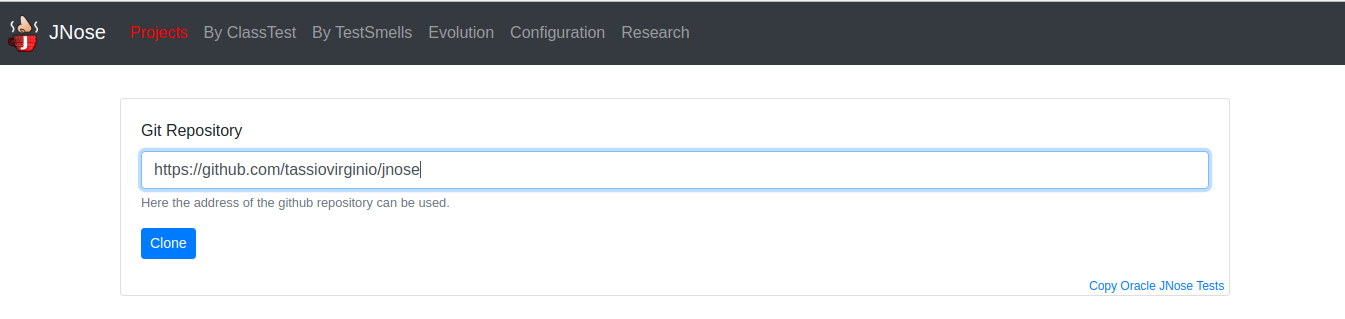 JNose Projects By ClassTest By TestSmells Evolution Configuration Research
Git Repository
https://github.com/tassiovirginio/jnose
Here the address of the github repository can be used.
Clone
Copy Oracle JNose Tests